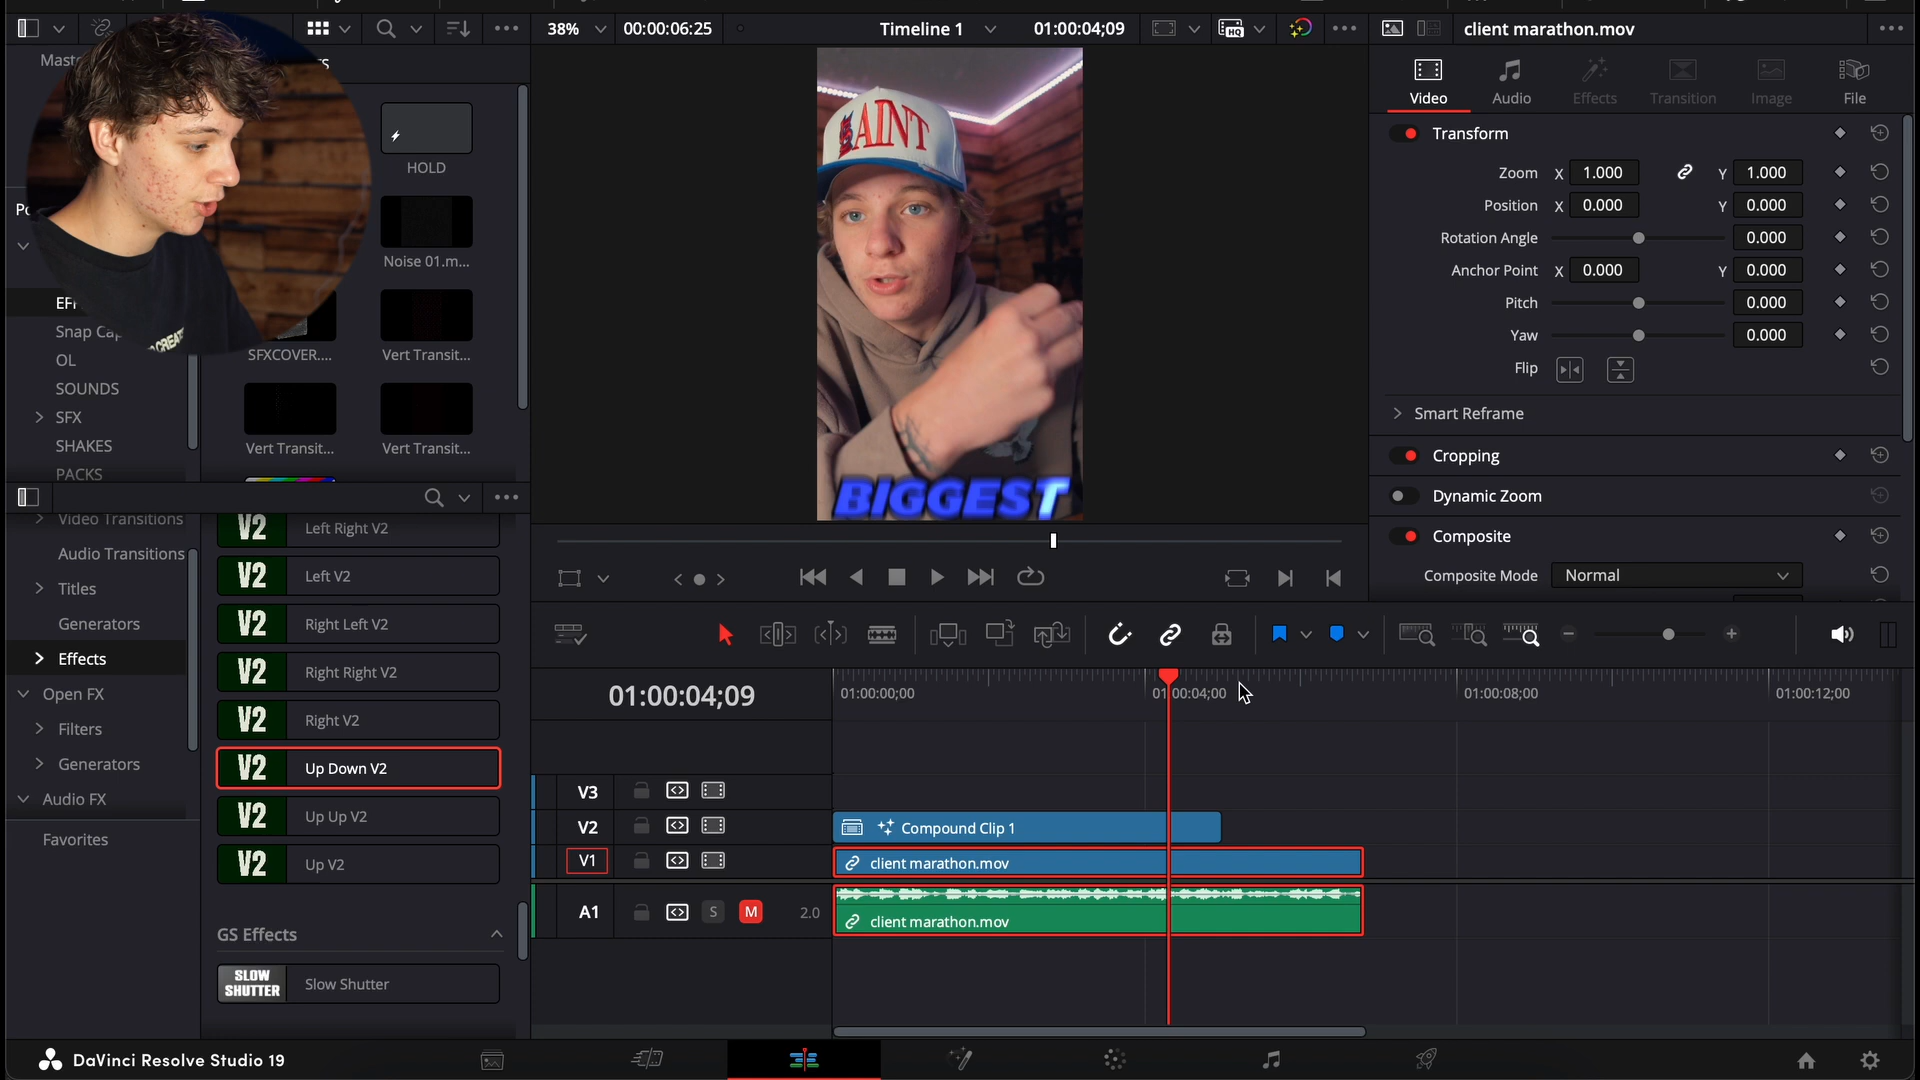 38%
00:00:06:25
Timeline 1
01:00:04;09
client marathon.mov
HOLD
Noise 01.m...
SFXCOVER....
Vert Transit...
Vert Transit...
Vert Transit...
Snap Cap
OL
SOUNDS
SFX
SHAKES
PACKS
SAINT
BIGGEST
CREAT
Video
Audio
Effects
Transition
Image
File
Transform
Zoom X 1.000 Y 1.000
Position X 0.000 Y 0.000
Rotation Angle 0.000
Anchor Point X 0.000 Y 0.000
Pitch 0.000
Yaw 0.000
Flip
Smart Reframe
Cropping
Dynamic Zoom
Composite
Composite Mode Normal
Video Transitions
Audio Transitions
Titles
Generators
Effects
Open FX
Filters
Generators
Audio FX
Favorites
V2 Left Right V2
V2 Left V2
V2 Right Left V2
V2 Right Right V2
V2 Right V2
V2 Up Down V2
V2 Up Up V2
V2 Up V2
GS Effects
SLOW SHUTTER Slow Shutter
01:00:04;09
01:00:00;00
01:00:04;00
01:00:08;00
01:00:12;00
V3
V2
Compound Clip 1
V1
client marathon.mov
A1
S
M
2.0
client marathon.mov
DaVinci Resolve Studio 19